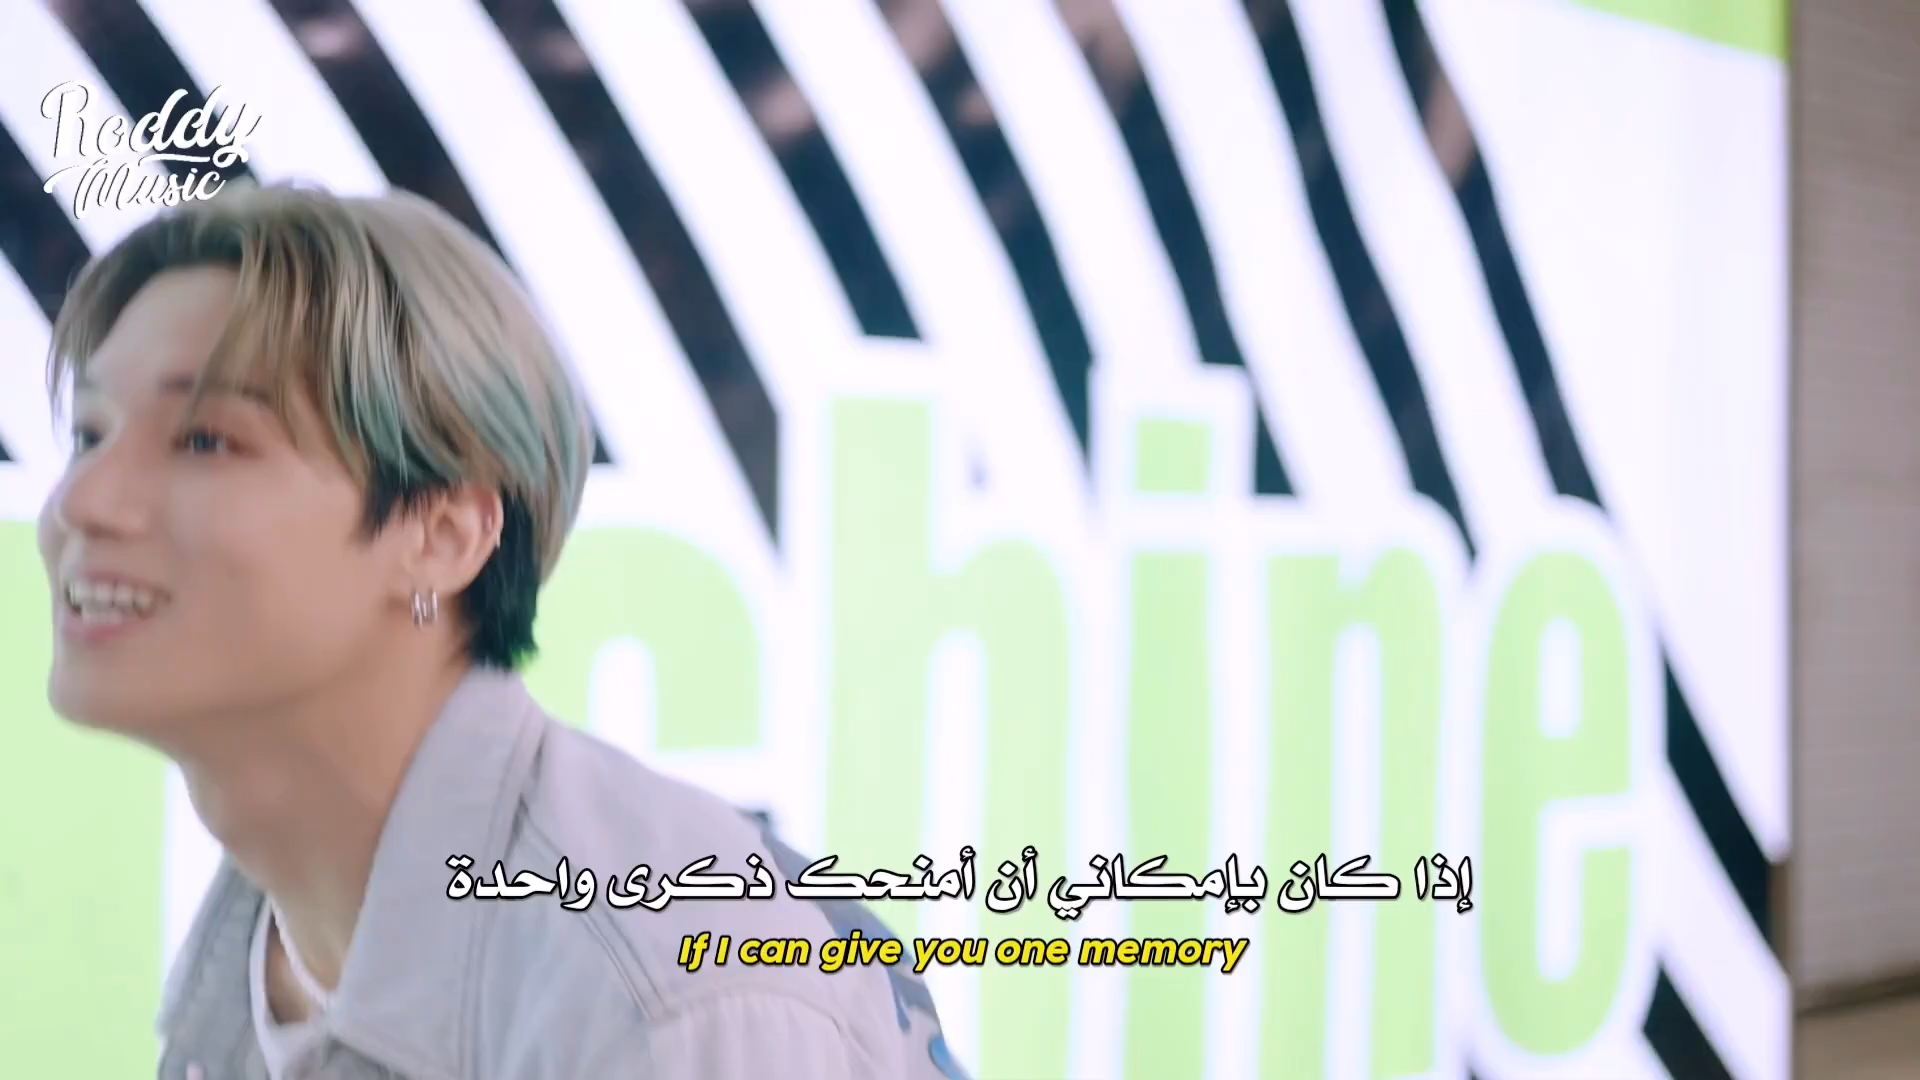 Roddy
Music
shine
إذا كان بإمكاني أن أمنحك ذكرى واحدة
If I can give you one memory